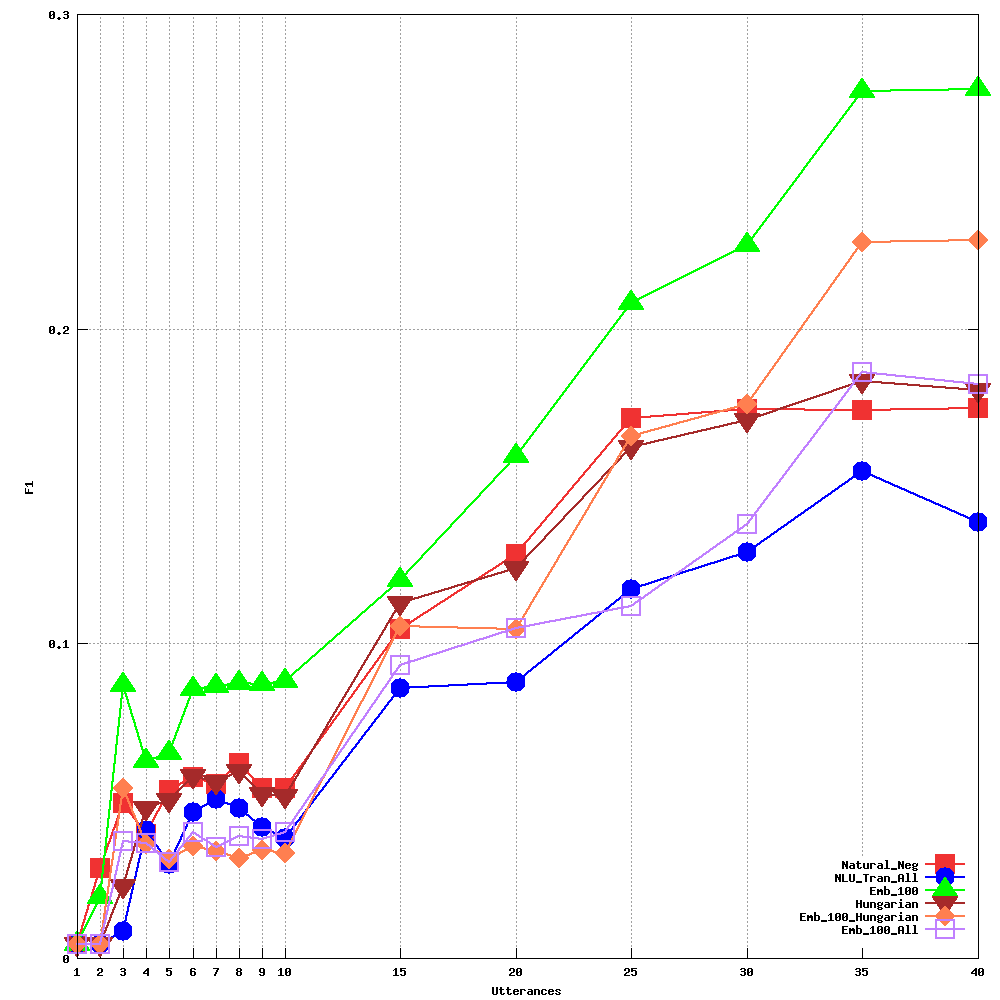 0.3
0.2
F1
0.1
Natural_Neg
NLU_Tran_All
Emb_100
Hungarian
Emb_100_Hungarian
Emb_100_All
0
1 2 3 4 5 6 7 8 9 10 15 20 25 30 35 40
Utterances